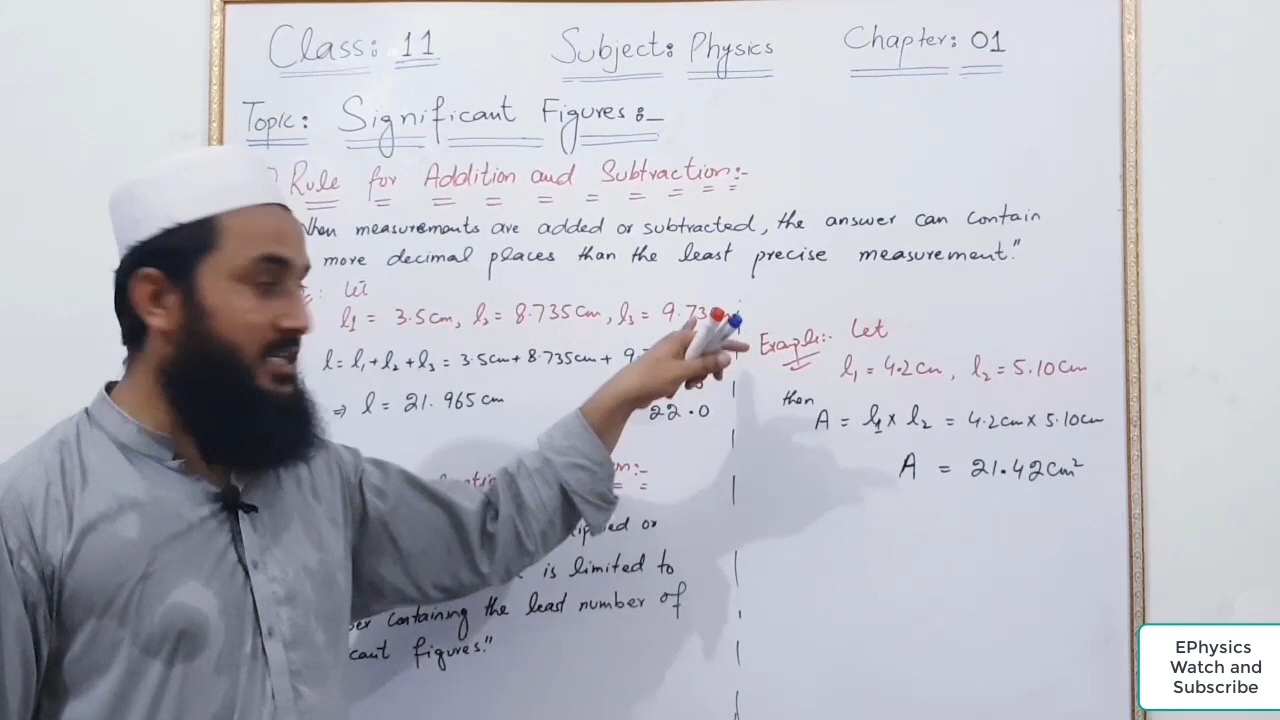 Class: 11 Subject: Physics Chapter: 01
Topic: Significant Figures:-
Rule for Addition and Subtraction:-
hen measurements are added or subtracted, the answer can contain
more decimal places than the least precise measurement."
Let
l1 = 3.5cm, l2 = 8.735cm, l3 = 9.73
l = l1 + l2 + l3 = 3.5cm + 8.735cm + 9.
⇒ l = 21.965 cm
22.0
n:-
ied or
is limited to
containing the least number of
cant figures."
Example:- Let
l1 = 4.2cm, l2 = 5.10cm
then
A = l1 x l2 = 4.2cm x 5.10cm
A = 21.42cm²
EPhysics
Watch and
Subscribe